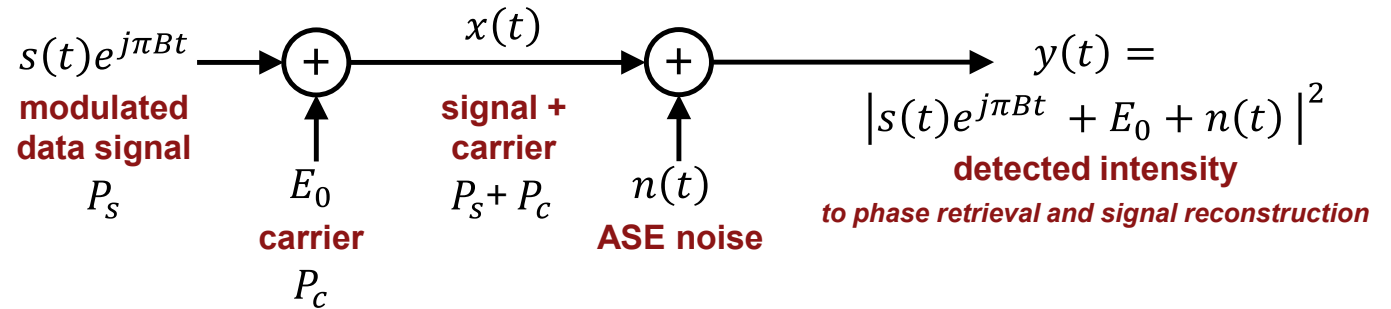 s(t)e^{jπBt}
modulated
data signal
P_s
+
E_0
carrier
P_c
x(t)
signal +
carrier
P_s + P_c
+
n(t)
ASE noise
y(t) =
|s(t)e^{jπBt} + E_0 + n(t)|^2
detected intensity
to phase retrieval and signal reconstruction